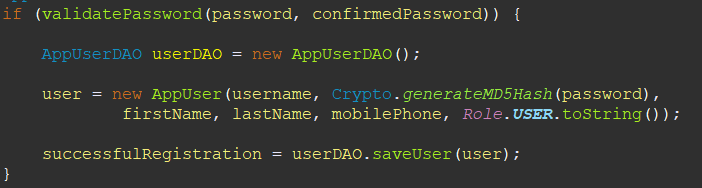 if (validatePassword(password, confirmedPassword)) {
AppUserDAO userDAO = new AppUserDAO();
user = new AppUser(username, Crypto.generateMD5Hash(password),
firstName, lastName, mobilePhone, Role.USER.toString());
successfulRegistration = userDAO.saveUser(user);
}